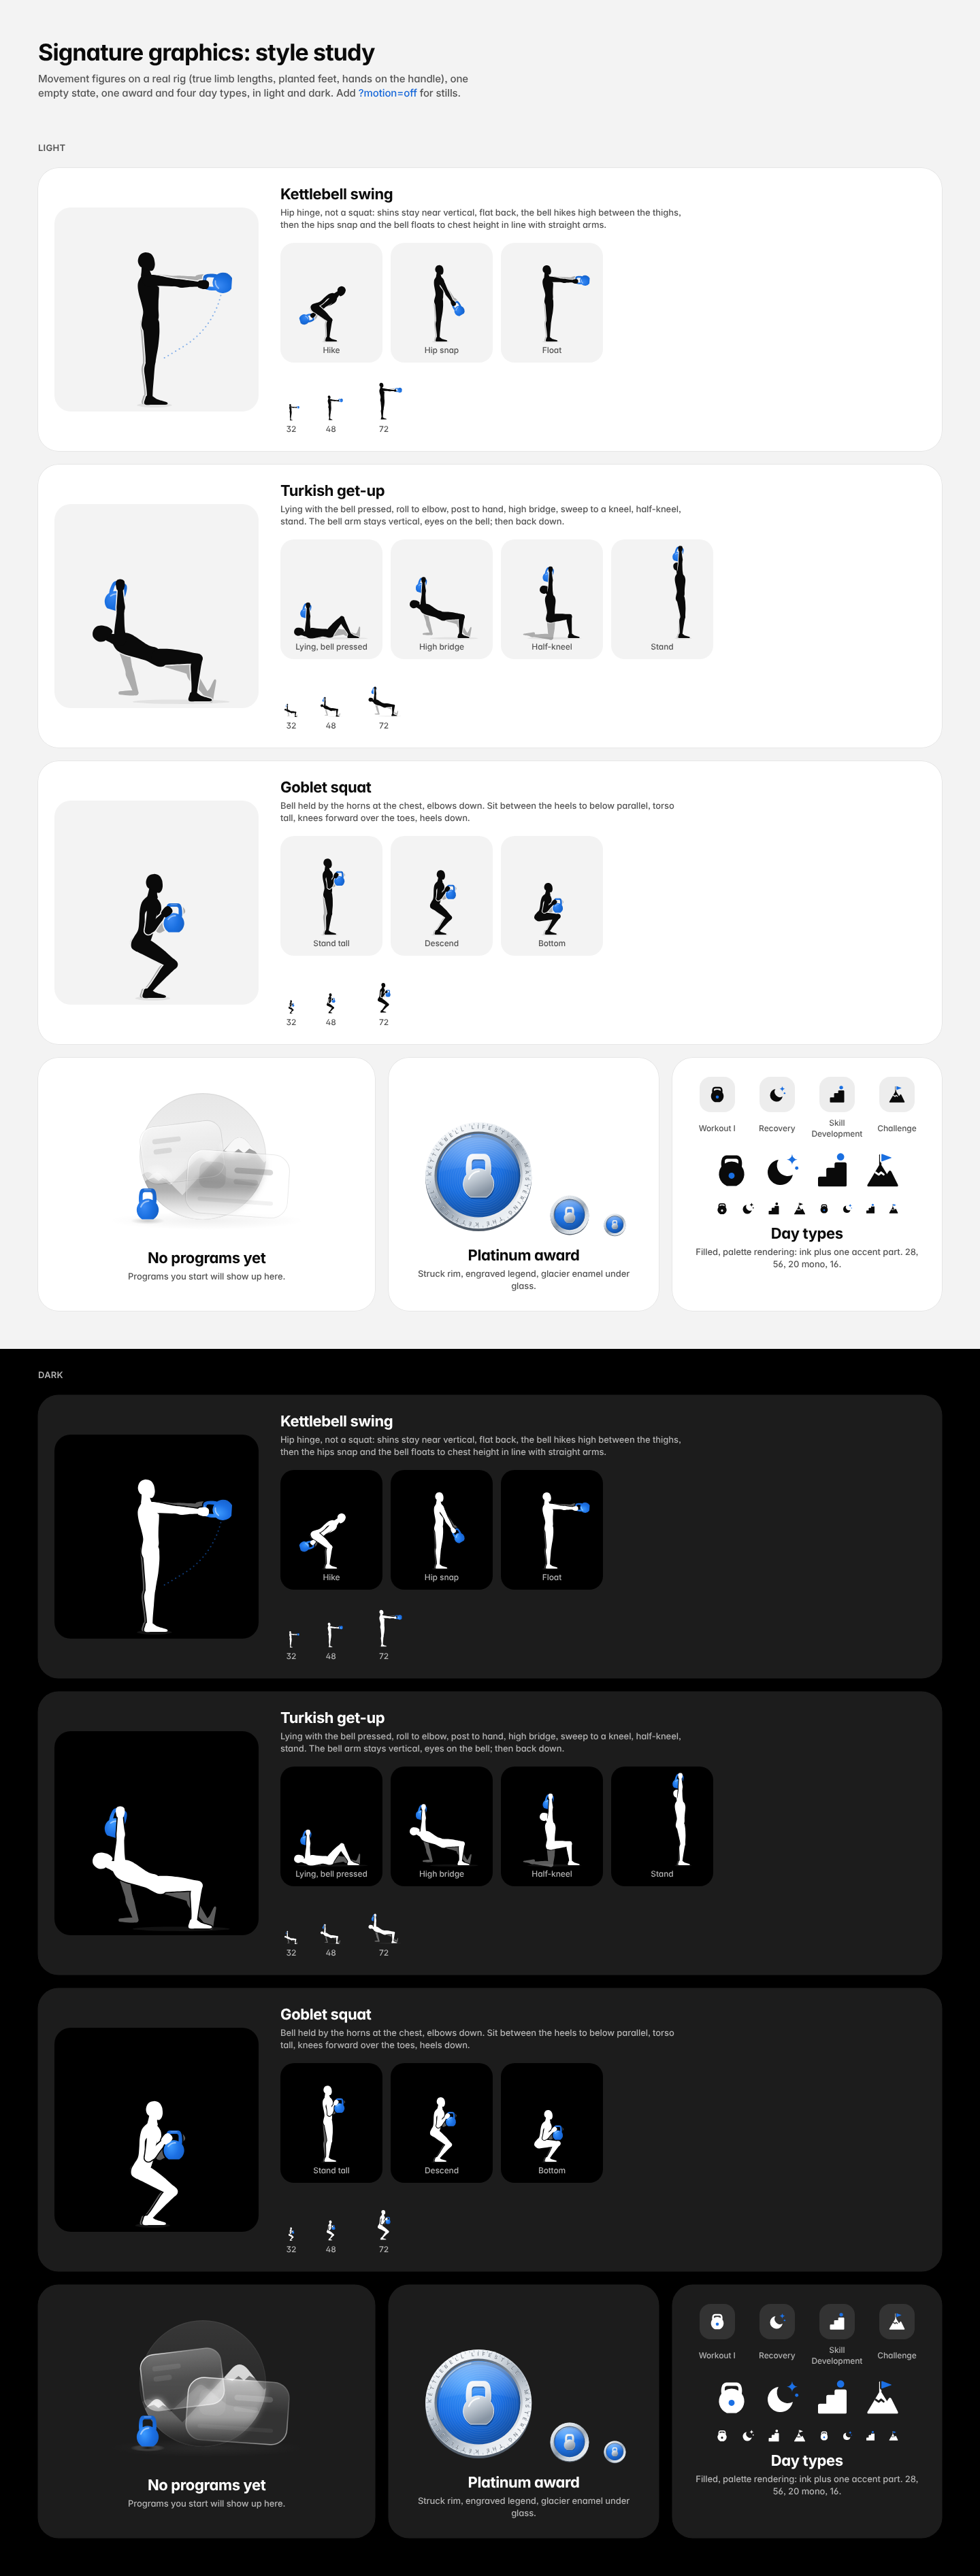 Signature graphics: style study
Movement figures on a real rig (true limb lengths, planted feet, hands on the handle), one
empty state, one award and four day types, in light and dark. Add ?motion=off for stills.
LIGHT
Kettlebell swing
Hip hinge, not a squat: shins stay near vertical, flat back, the bell hikes high between the thighs,
then the hips snap and the bell floats to chest height in line with straight arms.
Hike
Hip snap
Float
32
48
72
Turkish get-up
Lying with the bell pressed, roll to elbow, post to hand, high bridge, sweep to a kneel, half-kneel,
stand. The bell arm stays vertical, eyes on the bell; then back down.
Lying, bell pressed
High bridge
Half-kneel
Stand
32
48
72
Goblet squat
Bell held by the horns at the chest, elbows down. Sit between the heels to below parallel, torso
tall, knees forward over the toes, heels down.
Stand tall
Descend
Bottom
32
48
72
No programs yet
Programs you start will show up here.
Platinum award
Struck rim, engraved legend, glacier enamel under
glass.
Workout I
Recovery
Skill
Development
Challenge
Day types
Filled, palette rendering: ink plus one accent part. 28,
56, 20 mono, 16.
DARK
Kettlebell swing
Hip hinge, not a squat: shins stay near vertical, flat back, the bell hikes high between the thighs,
then the hips snap and the bell floats to chest height in line with straight arms.
Hike
Hip snap
Float
32
48
72
Turkish get-up
Lying with the bell pressed, roll to elbow, post to hand, high bridge, sweep to a kneel, half-kneel,
stand. The bell arm stays vertical, eyes on the bell; then back down.
Lying, bell pressed
High bridge
Half-kneel
Stand
32
48
72
Goblet squat
Bell held by the horns at the chest, elbows down. Sit between the heels to below parallel, torso
tall, knees forward over the toes, heels down.
Stand tall
Descend
Bottom
32
48
72
No programs yet
Programs you start will show up here.
Platinum award
Struck rim, engraved legend, glacier enamel under
glass.
Workout I
Recovery
Skill
Development
Challenge
Day types
Filled, palette rendering: ink plus one accent part. 28,
56, 20 mono, 16.